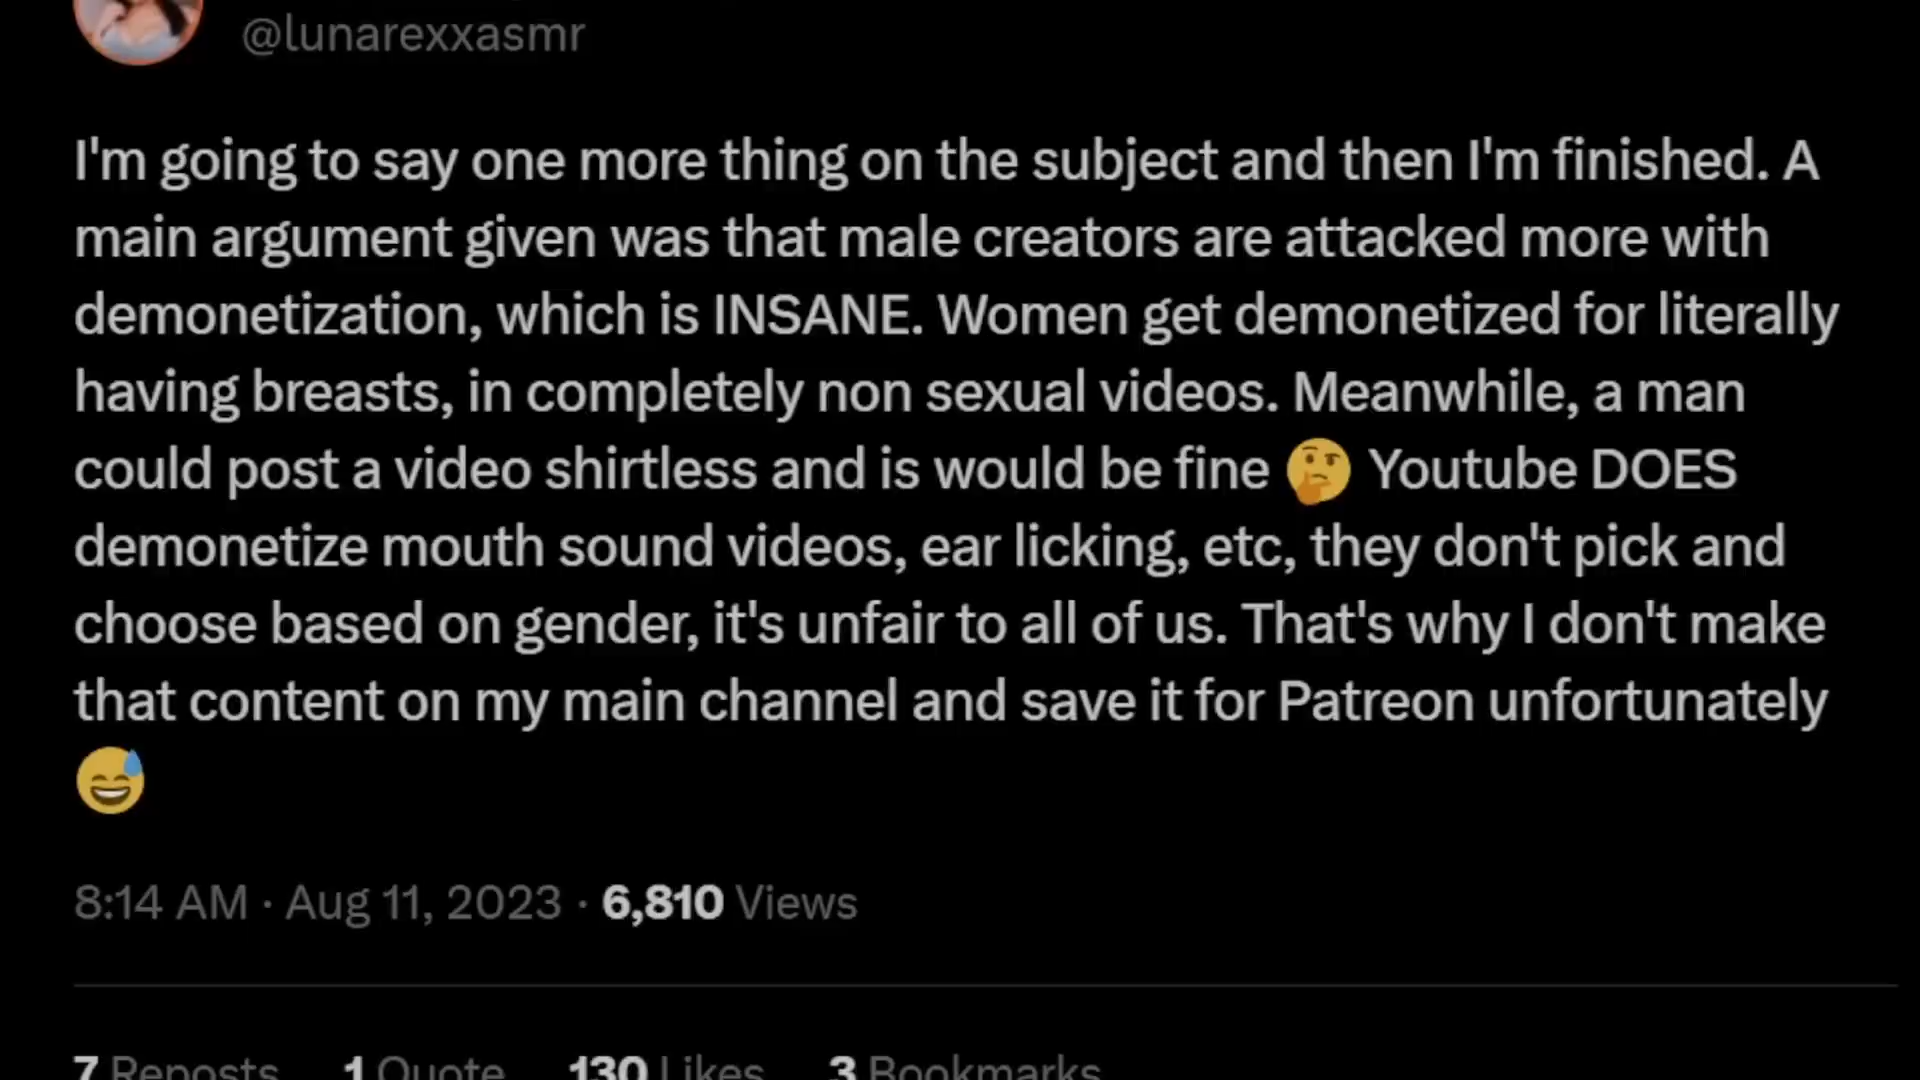 @lunarexxasmr
I'm going to say one more thing on the subject and then I'm finished. A
main argument given was that male creators are attacked more with
demonetization, which is INSANE. Women get demonetized for literally
having breasts, in completely non sexual videos. Meanwhile, a man
could post a video shirtless and is would be fine 🤔 Youtube DOES
demonetize mouth sound videos, ear licking, etc, they don't pick and
choose based on gender, it's unfair to all of us. That's why I don't make
that content on my main channel and save it for Patreon unfortunately
😅
8:14 AM · Aug 11, 2023 · 6,810 Views
7 Reposts 1 Quote 130 Likes 3 Bookmarks